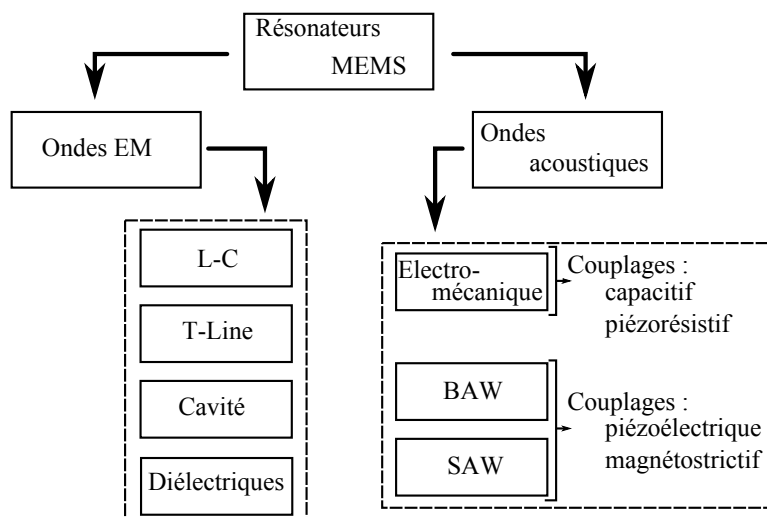 Résonateurs
MEMS
Ondes EM
Ondes
acoustiques
L-C
T-Line
Cavité
Diélectriques
Electro-
mécanique
Couplages :
capacitif
piézorésistif
BAW
SAW
Couplages :
piézoélectrique
magnétostrictif